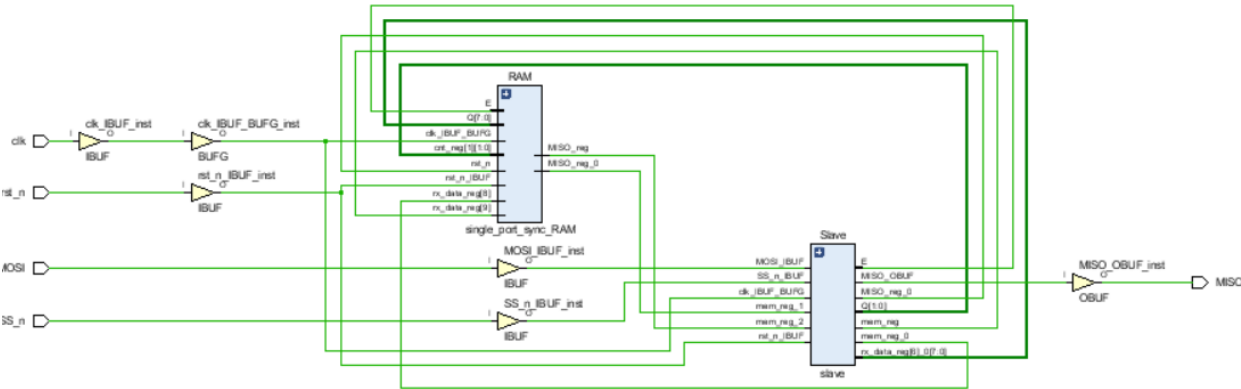 RAM
E
Q[7:0]
clk_IBUF_BUFG
cnt_reg[1][1:0]
rst_n
rst_n_IBUF
rx_data_reg[8]
rx_data_reg[9]
MISO_reg
MISO_reg_0
single_port_sync_RAM
clk
I
clk_IBUF_inst
O
IBUF
I
clk_IBUF_BUFG_inst
O
BUFG
st_n
I
rst_n_IBUF_inst
O
IBUF
MOSI
I
MOSI_IBUF_inst
O
IBUF
SS_n
I
SS_n_IBUF_inst
O
IBUF
Slave
MOSI_IBUF
SS_n_IBUF
clk_IBUF_BUFG
mem_reg_1
mem_reg_2
rst_n_IBUF
E
MISO_OBUF
MISO_reg_0
Q[1:0]
mem_reg
mem_reg_0
rx_data_reg[6]_0[7:0]
slave
I
MISO_OBUF_inst
O
OBUF
MISO